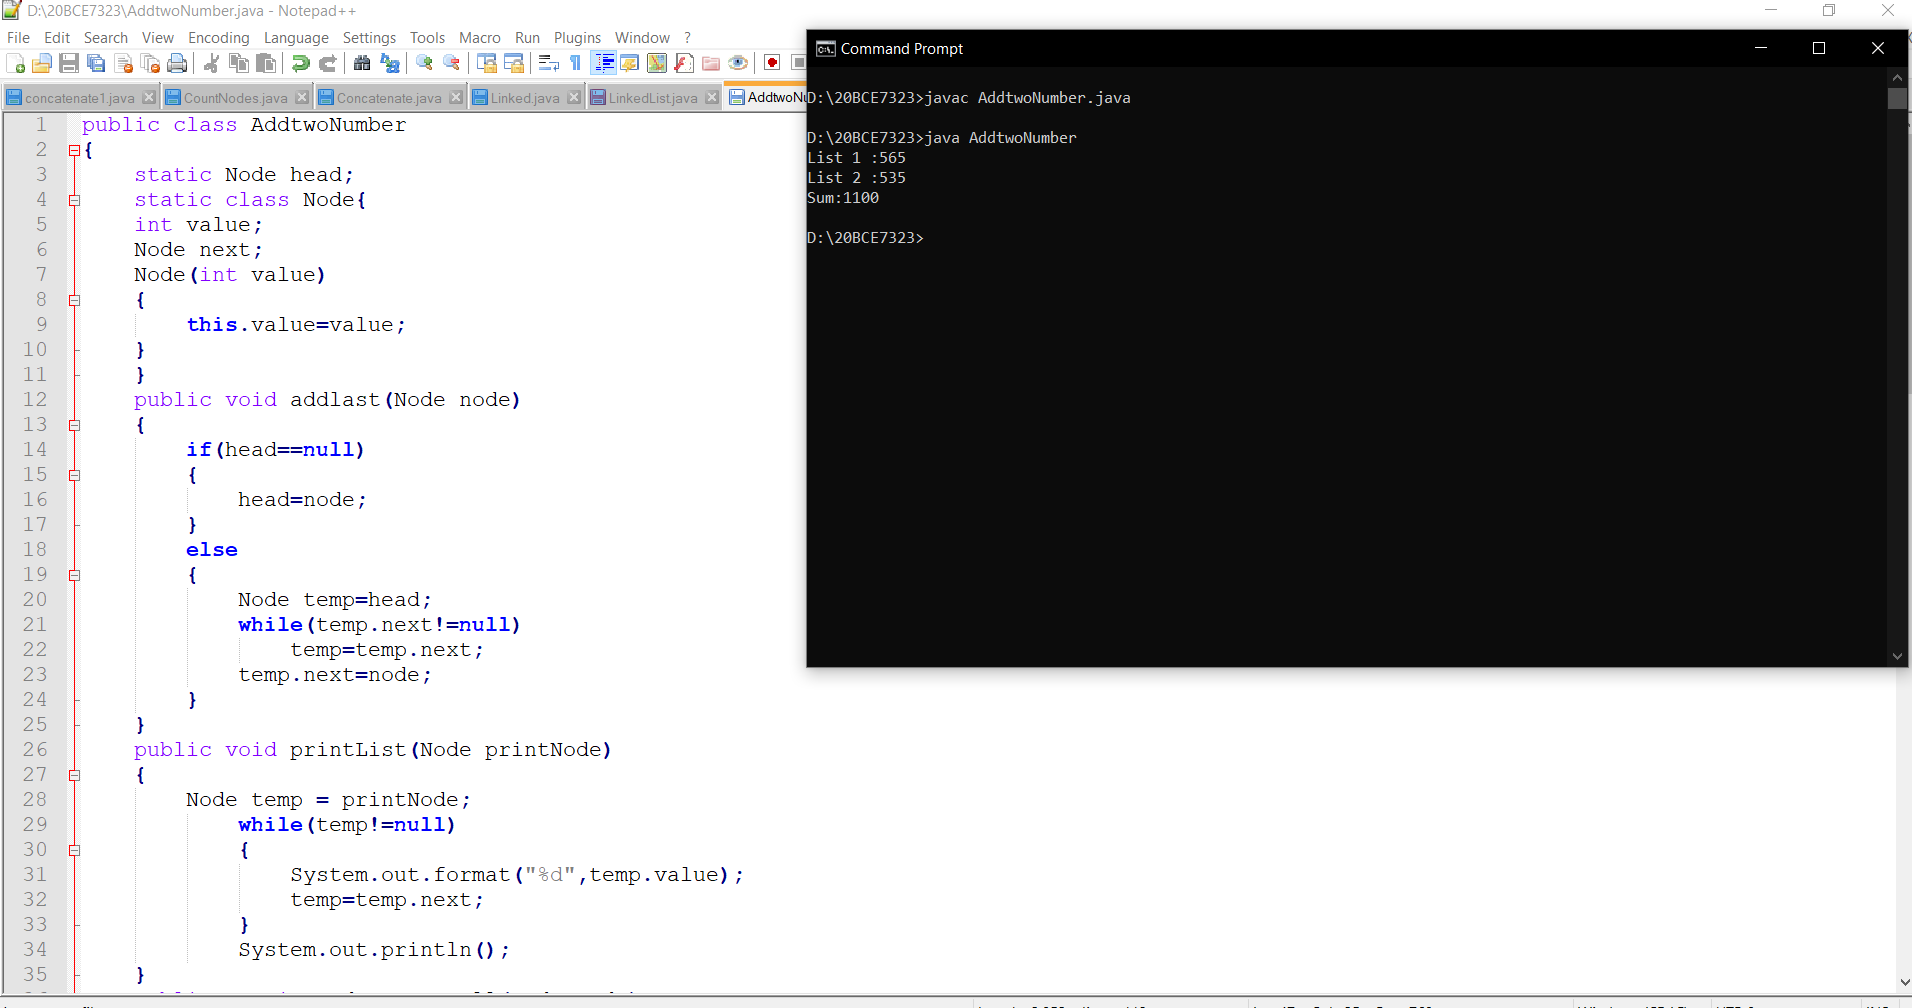 D:\20BCE7323\AddtwoNumber.java - Notepad++
File Edit Search View Encoding Language Settings Tools Macro Run Plugins Window ?
concatenate1.java CountNodes.java Concatenate.java Linked.java LinkedList.java
1 public class AddtwoNumber
2 {
3 static Node head;
4 static class Node{
5 int value;
6 Node next;
7 Node(int value)
8 {
9 this.value=value;
10 }
11 }
12 public void addlast(Node node)
13 {
14 if(head==null)
15 {
16 head=node;
17 }
18 else
19 {
20 Node temp=head;
21 while(temp.next!=null)
22 temp=temp.next;
23 temp.next=node;
24 }
25 }
26 public void printList(Node printNode)
27 {
28 Node temp = printNode;
29 while(temp!=null)
30 {
31 System.out.format("%d",temp.value);
32 temp=temp.next;
33 }
34 System.out.println();
35 }
Command Prompt
D:\20BCE7323>javac AddtwoNumber.java
D:\20BCE7323>java AddtwoNumber
List 1 :565
List 2 :535
Sum:1100
D:\20BCE7323>